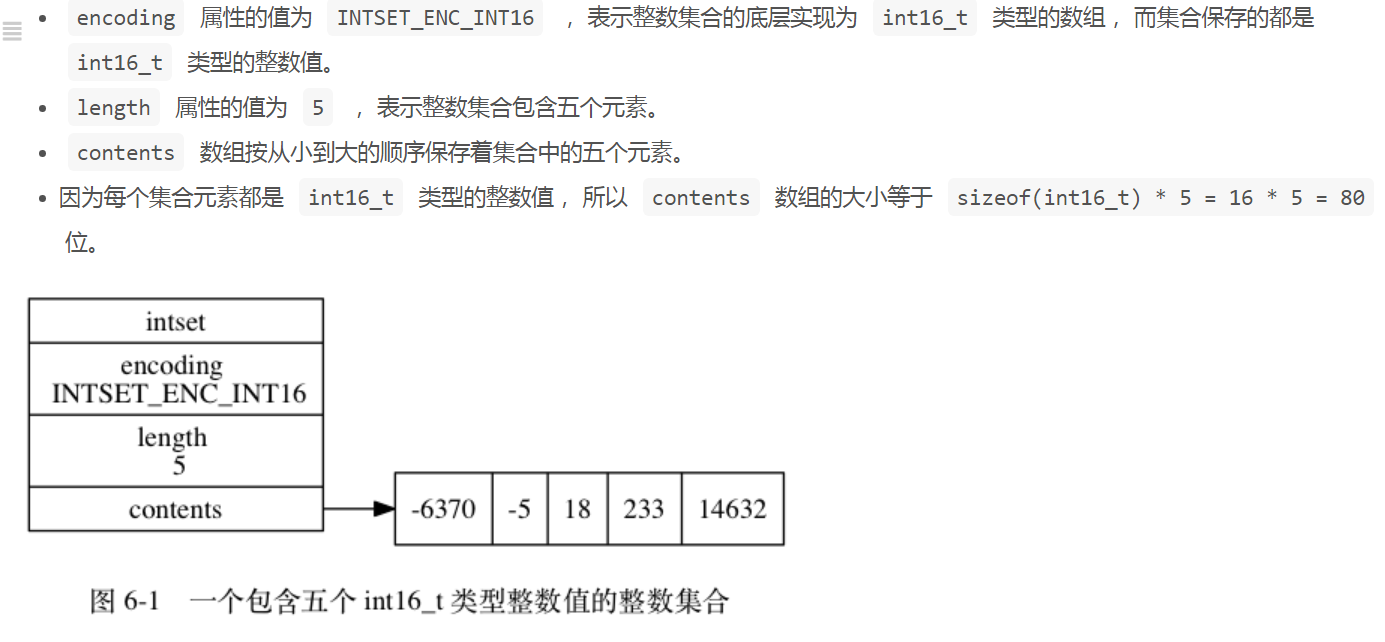 encoding 属性的值为 INTSET_ENC_INT16 ，表示整数集合的底层实现为 int16_t 类型的数组，而集合保存的都是
int16_t 类型的整数值。
length 属性的值为 5 ，表示整数集合包含五个元素。
contents 数组按从小到大的顺序保存着集合中的五个元素。
因为每个集合元素都是 int16_t 类型的整数值，所以 contents 数组的大小等于 sizeof(int16_t) * 5 = 16 * 5 = 80
位。
intset
encoding
INTSET_ENC_INT16
length
5
contents
-6370 -5 18 233 14632
图 6-1 一个包含五个 int16_t 类型整数值的整数集合